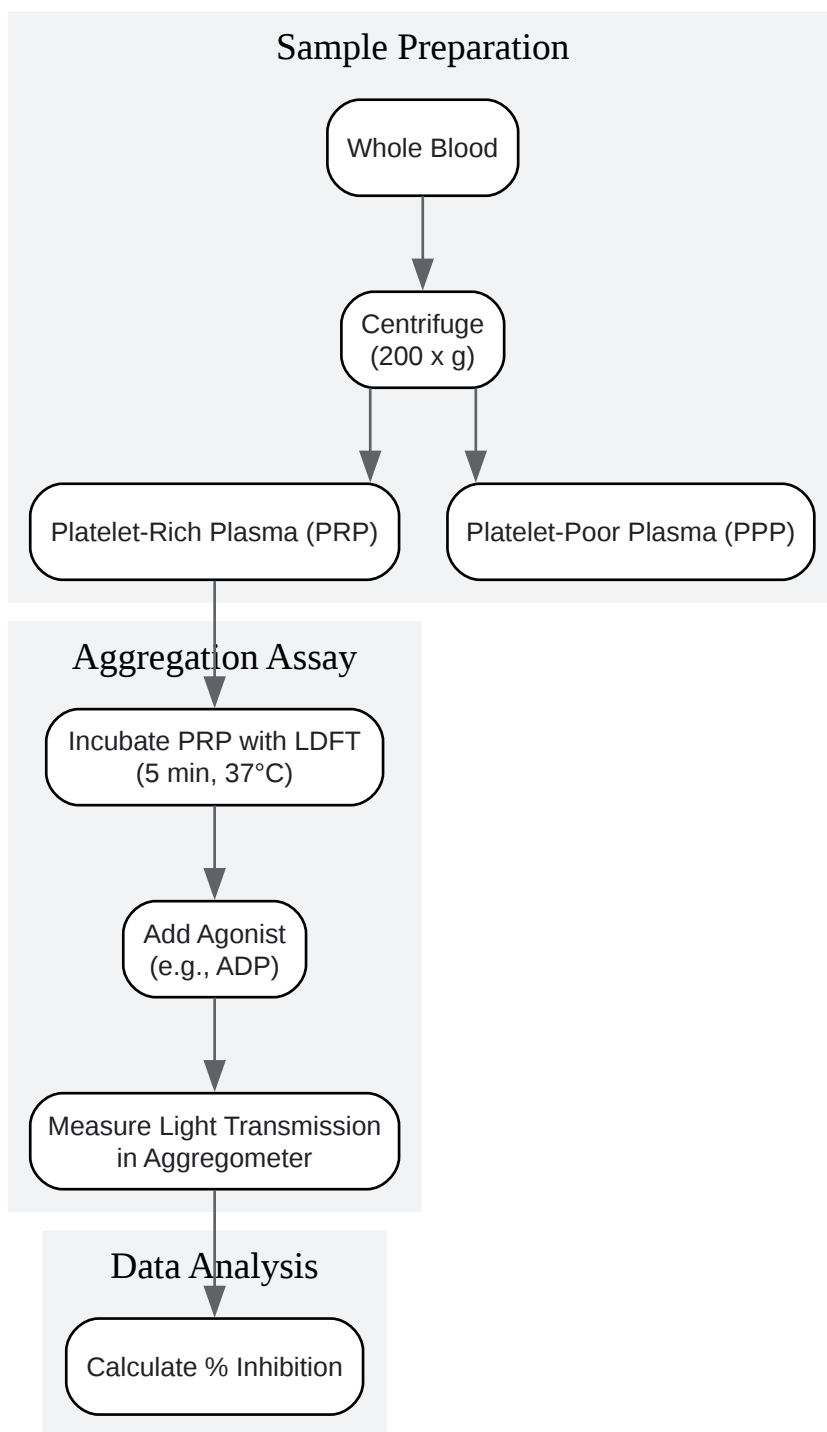 Sample Preparation
Whole Blood
Centrifuge
(200 x g)
Platelet-Rich Plasma (PRP)
Platelet-Poor Plasma (PPP)
Aggregation Assay
Incubate PRP with LDFT
(5 min, 37°C)
Add Agonist
(e.g., ADP)
Measure Light Transmission
in Aggregometer
Data Analysis
Calculate % Inhibition